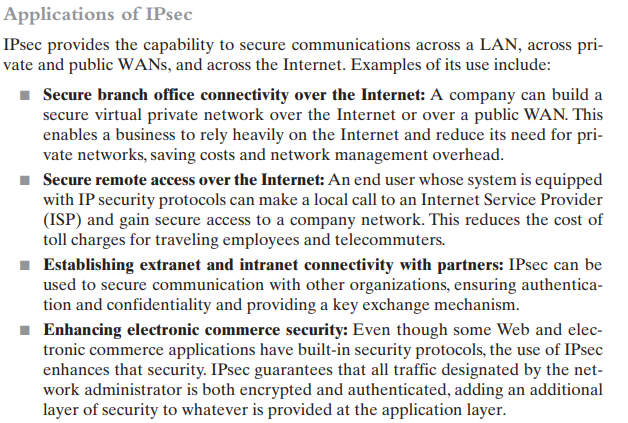 Applications of IPsec
IPsec provides the capability to secure communications across a LAN, across pri-
vate and public WANs, and across the Internet. Examples of its use include:
■ Secure branch office connectivity over the Internet: A company can build a
secure virtual private network over the Internet or over a public WAN. This
enables a business to rely heavily on the Internet and reduce its need for pri-
vate networks, saving costs and network management overhead.
■ Secure remote access over the Internet: An end user whose system is equipped
with IP security protocols can make a local call to an Internet Service Provider
(ISP) and gain secure access to a company network. This reduces the cost of
toll charges for traveling employees and telecommuters.
■ Establishing extranet and intranet connectivity with partners: IPsec can be
used to secure communication with other organizations, ensuring authentica-
tion and confidentiality and providing a key exchange mechanism.
■ Enhancing electronic commerce security: Even though some Web and elec-
tronic commerce applications have built-in security protocols, the use of IPsec
enhances that security. IPsec guarantees that all traffic designated by the net-
work administrator is both encrypted and authenticated, adding an additional
layer of security to whatever is provided at the application layer.